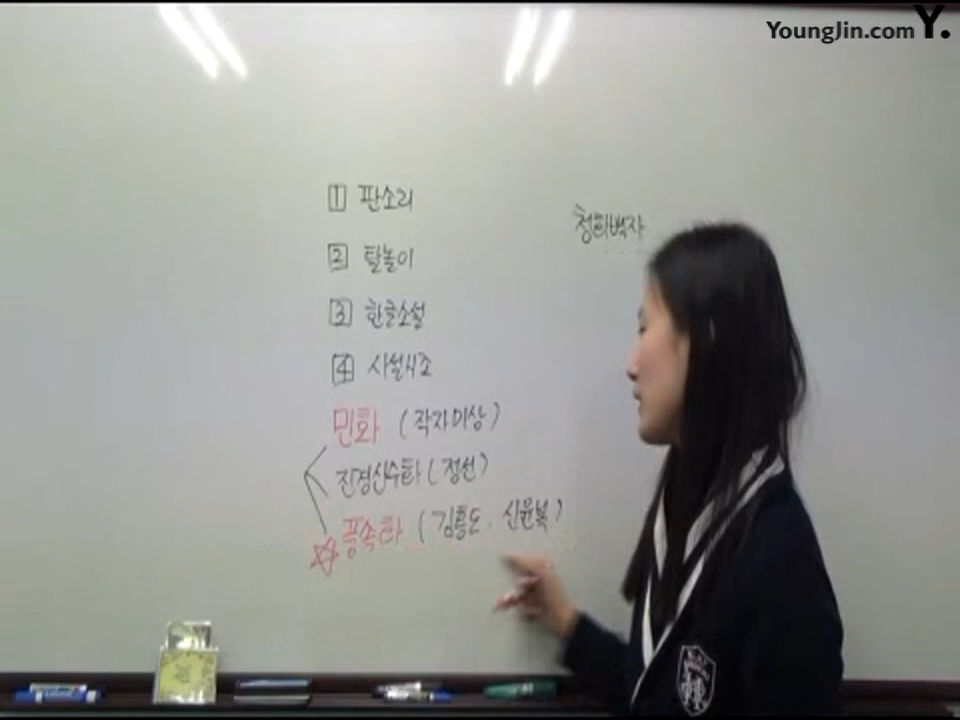 YoungJin.com Y.
1 판소리
청화백자
2 탈놀이
3 한글소설
4 사설시조
민화 (작자미상)
진경산수화 (정선)
풍속화 (김홍도. 신윤복)